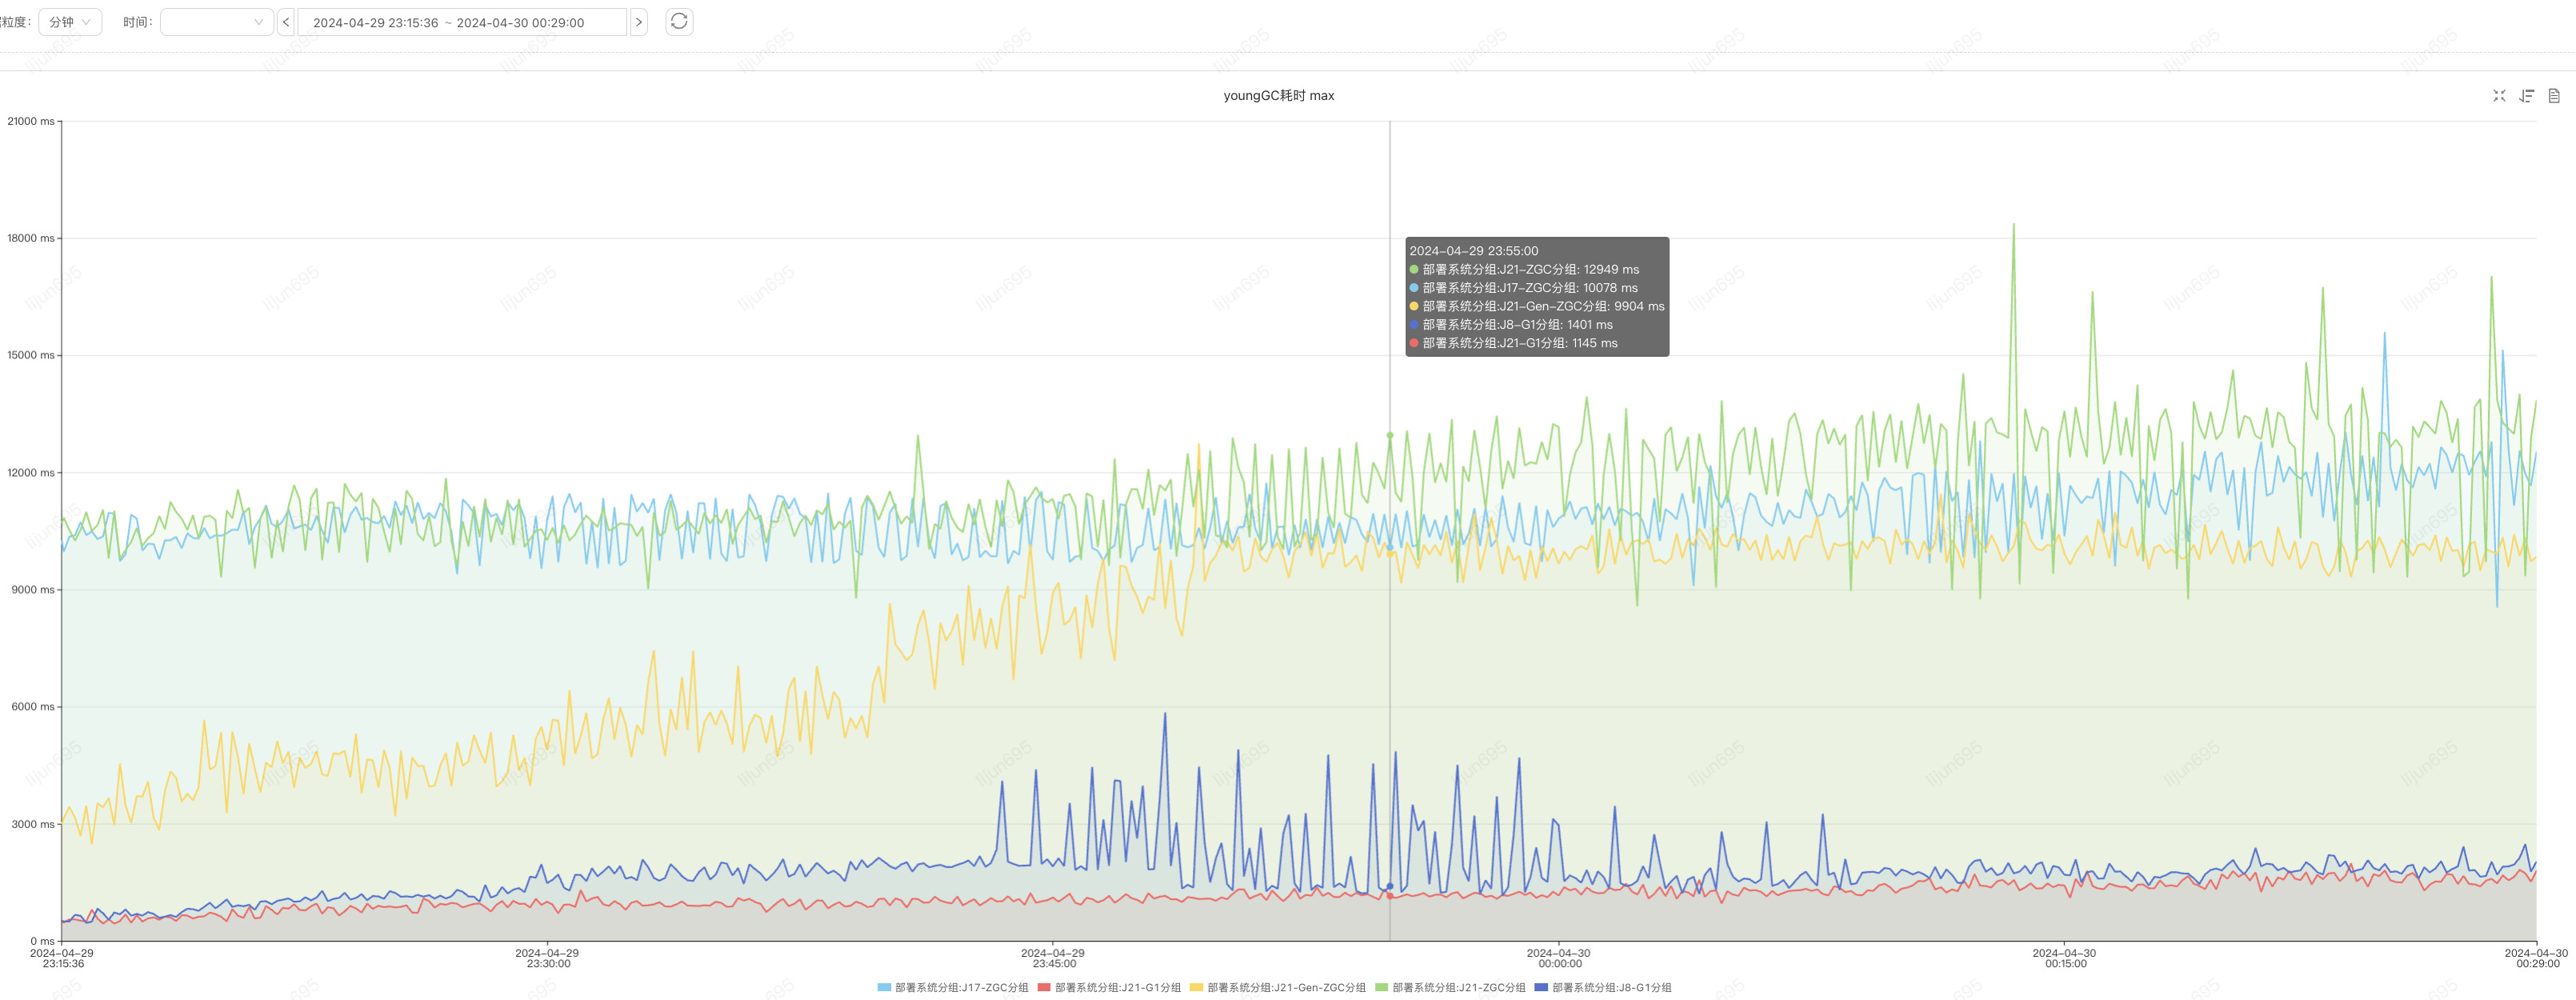 粒度: 分钟 时间: 2024-04-29 23:15:36 ~ 2024-04-30 00:29:00
youngGC耗时 max
21000 ms
18000 ms
15000 ms
12000 ms
9000 ms
6000 ms
3000 ms
0 ms
2024-04-29 23:55:00
部署系统分组:J21-ZGC分组: 12949 ms
部署系统分组:J17-ZGC分组: 10078 ms
部署系统分组:J21-Gen-ZGC分组: 9904 ms
部署系统分组:J8-G1分组: 1401 ms
部署系统分组:J21-G1分组: 1145 ms
2024-04-29 2024-04-29 2024-04-29 2024-04-30 2024-04-30 2024-04-30
23:15:36 23:30:00 23:45:00 00:00:00 00:15:00 00:29:00
部署系统分组:J17-ZGC分组 部署系统分组:J21-G1分组 部署系统分组:J21-Gen-ZGC分组 部署系统分组:J21-ZGC分组 部署系统分组:J8-G1分组
lijun695